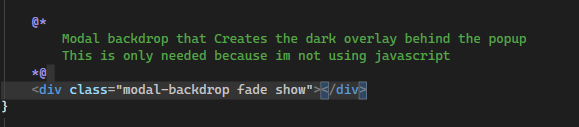 @*
Modal backdrop that Creates the dark overlay behind the popup
This is only needed because im not using javascript
*@
<div class="modal-backdrop fade show"></div>
}